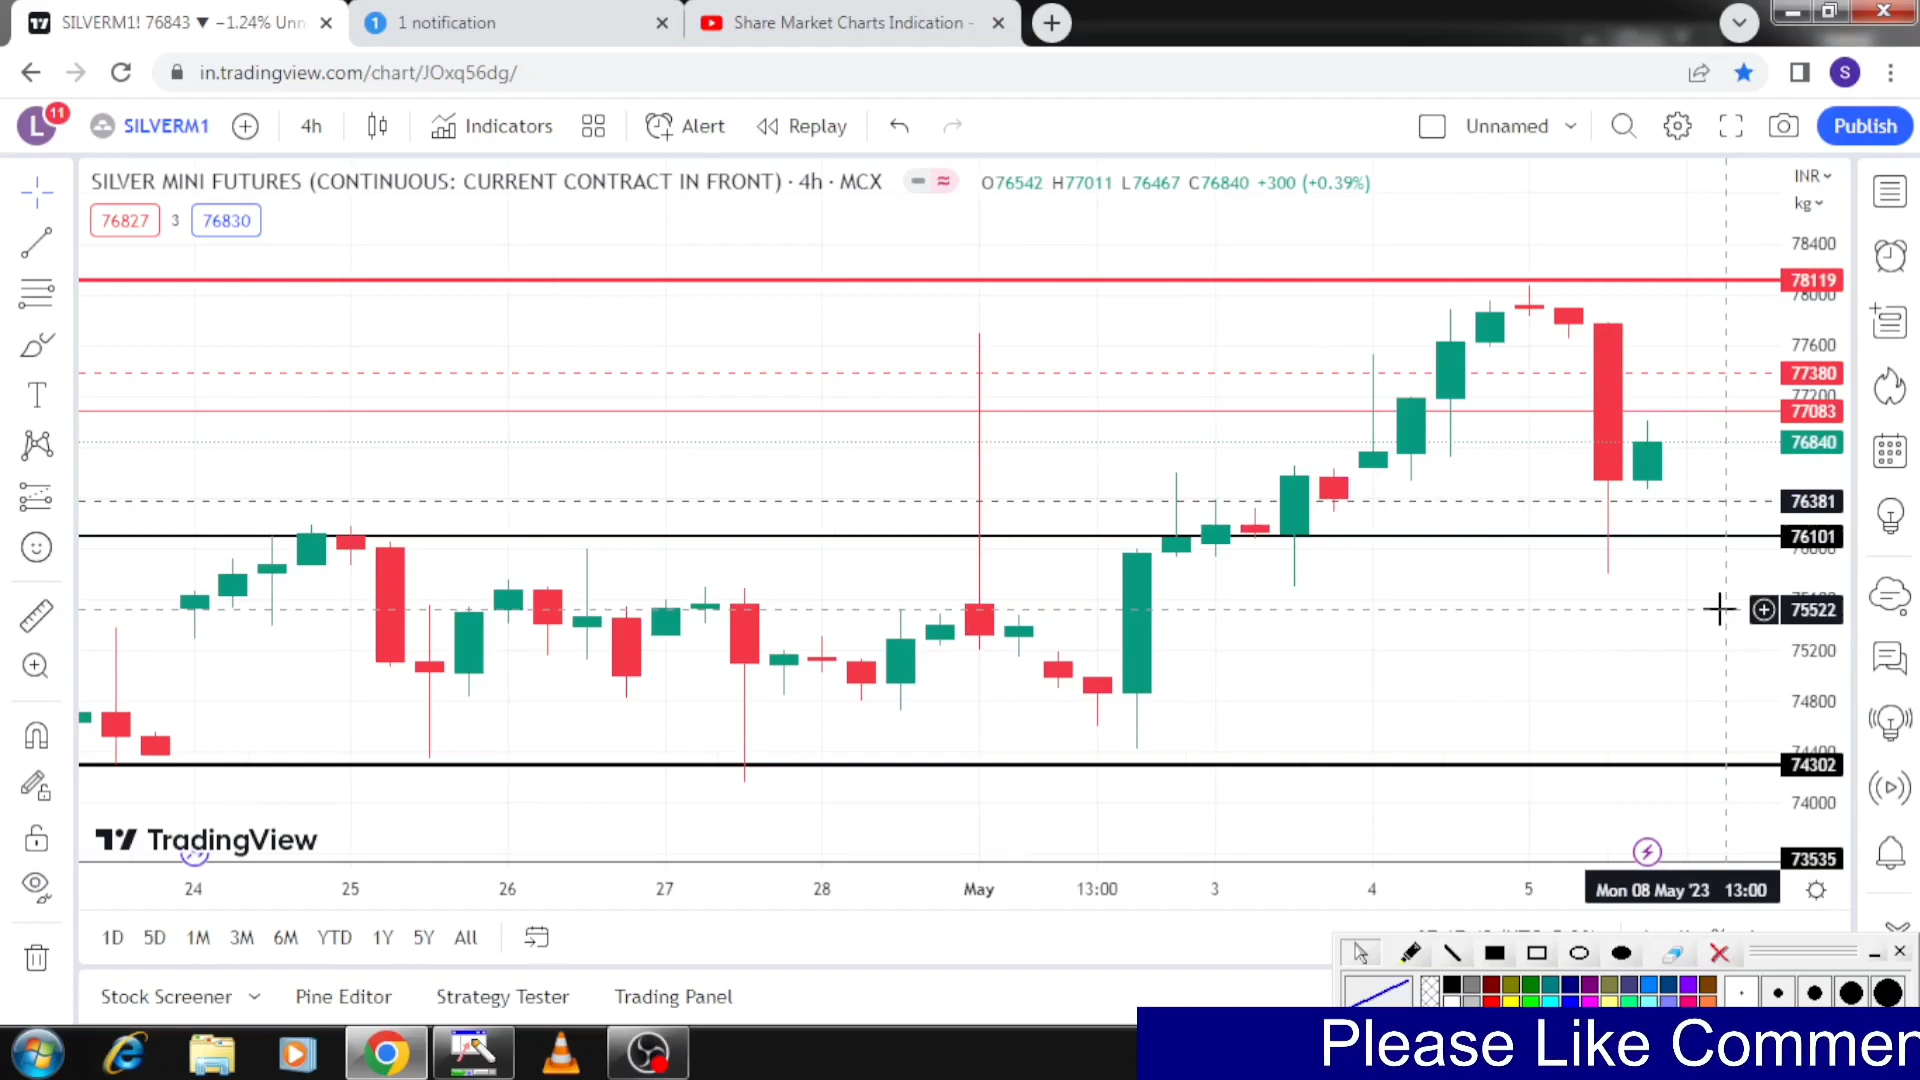 SILVERM1! 76843 ▼ −1.24% Unn
1 notification
Share Market Charts Indication -
in.tradingview.com/chart/JOxq56dg/
S
L
11
SILVERM1
4h
Indicators
Alert
Replay
Unnamed
Publish
SILVER MINI FUTURES (CONTINUOUS: CURRENT CONTRACT IN FRONT) · 4h · MCX
O76542 H77011 L76467 C76840 +300 (+0.39%)
INR
kg
76827
3
76830
78400
78119
78000
77600
77380
77200
77083
76840
76381
76101
76000
75522
75200
74800
74400
74302
74000
73535
TradingView
24
25
26
27
28
May
13:00
3
4
5
Mon 08 May '23 13:00
1D
5D
1M
3M
6M
YTD
1Y
5Y
All
Stock Screener
Pine Editor
Strategy Tester
Trading Panel
Please Like Commen